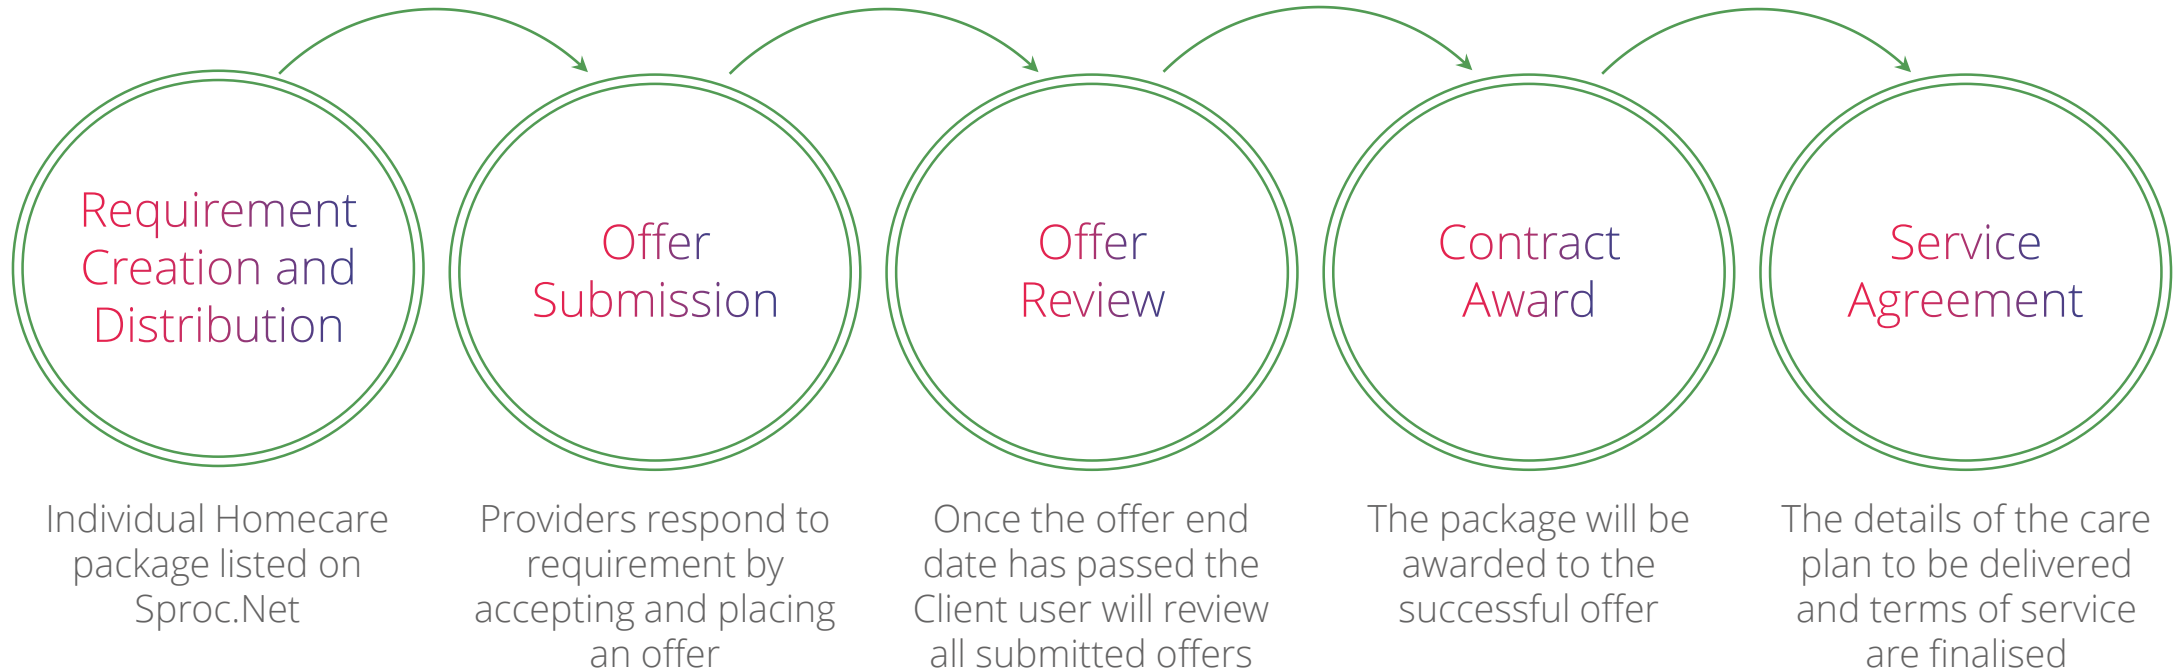 Requirement
Creation and
Distribution
Offer
Submission
Offer
Review
Contract
Award
Service
Agreement
Individual Homecare
package listed on
Sproc.Net
Providers respond to
requirement by
accepting and placing
an offer
Once the offer end
date has passed the
Client user will review
all submitted offers
The package will be
awarded to the
successful offer
The details of the care
plan to be delivered
and terms of service
are finalised